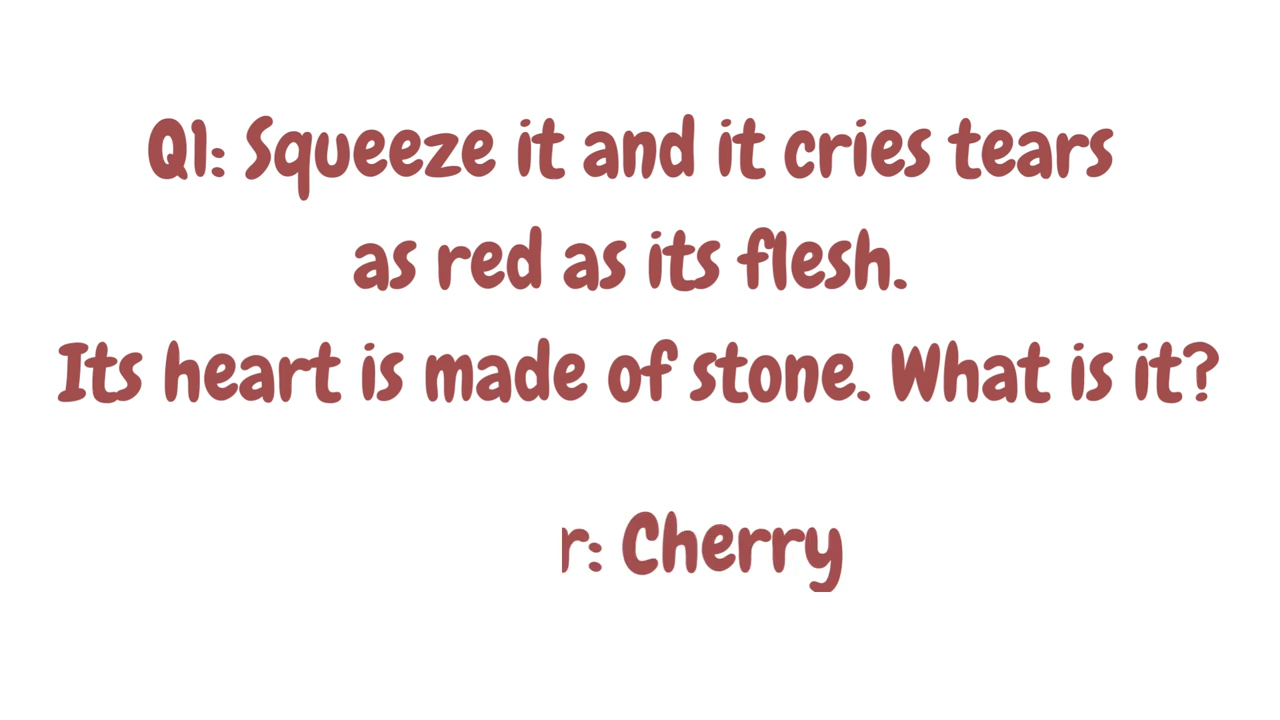 Q1: Squeeze it and it cries tears
as red as its flesh.
Its heart is made of stone. What is it?
r: Cherry